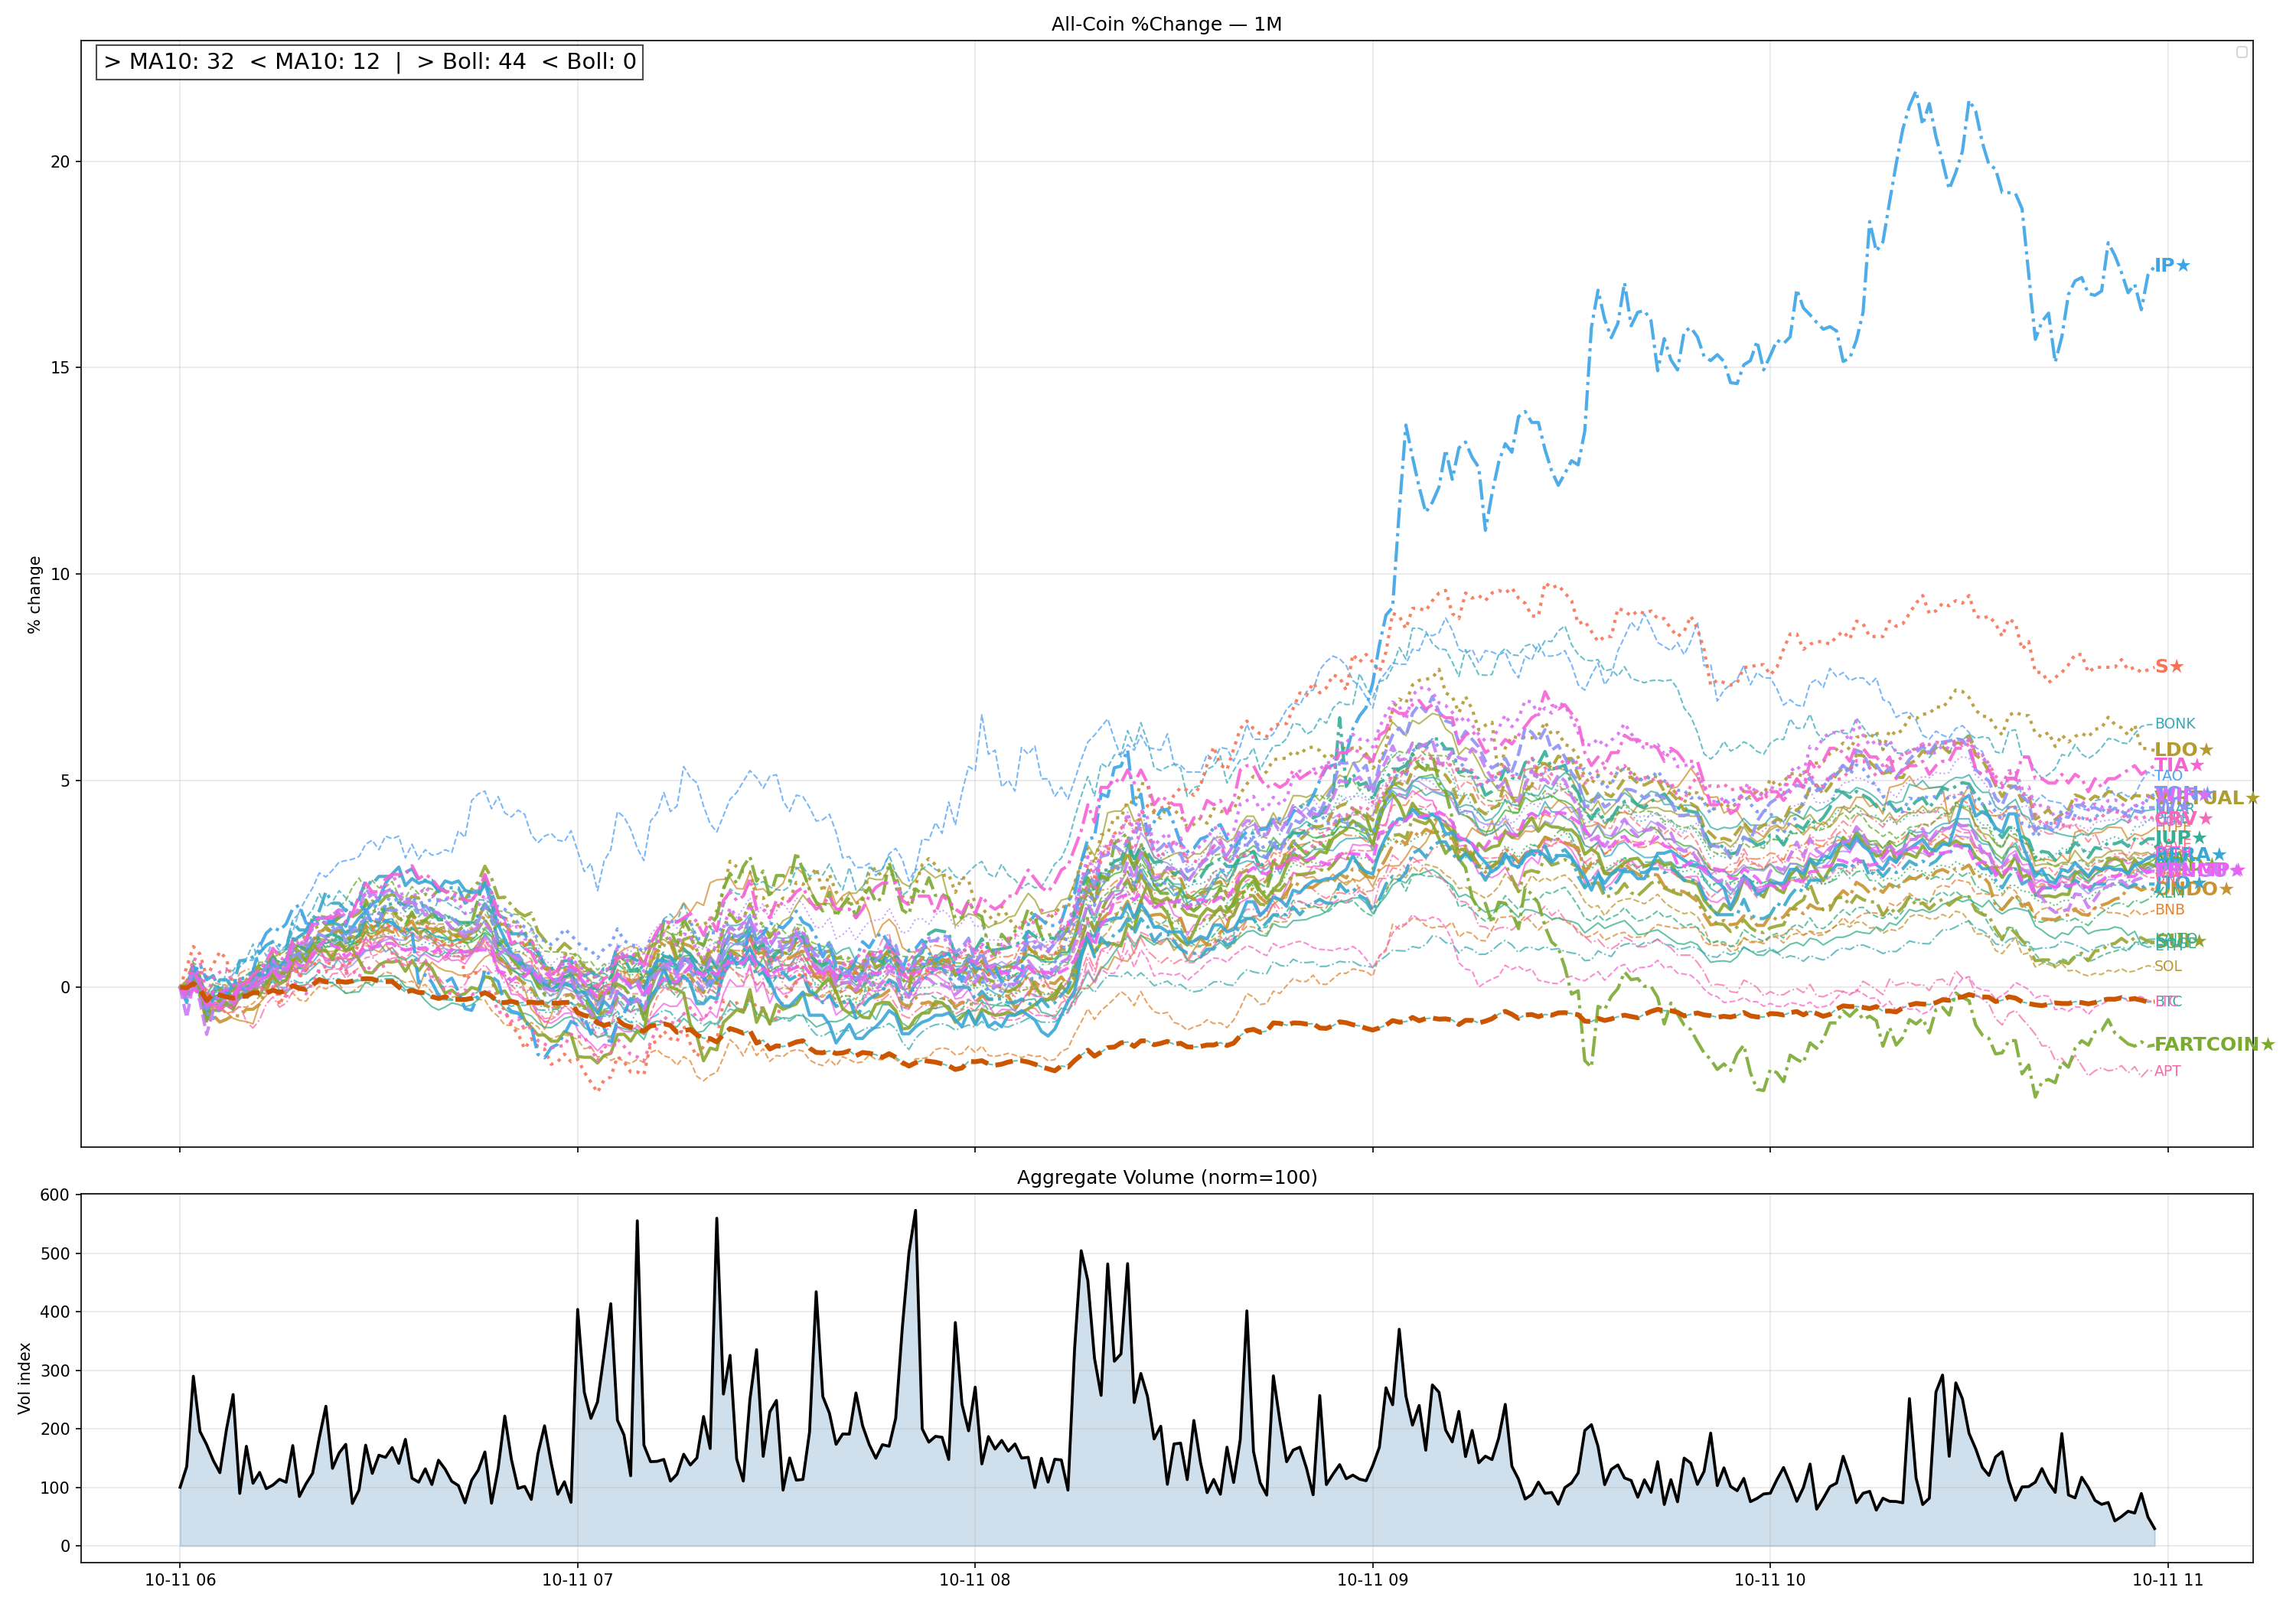 All-Coin %Change — 1M
> MA10: 32 < MA10: 12 | > Boll: 44 < Boll: 0
% change
20
15
10
5
0
IP★
S★
BONK
LDO★
TIA★
TAO
CRV★
JUP★
BERA★
BNB
SOL
BTC
FARTCOIN★
APT
Aggregate Volume (norm=100)
Vol index
600
500
400
300
200
100
0
10-11 06
10-11 07
10-11 08
10-11 09
10-11 10
10-11 11